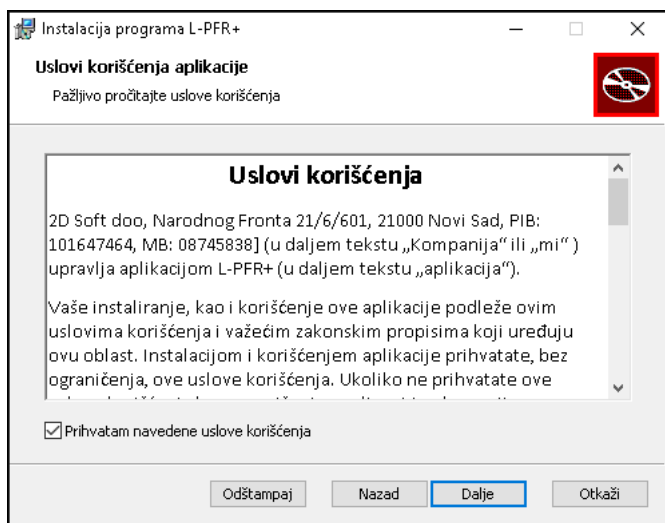 Instalacija programa L-PFR+
Uslovi korišćenja aplikacije
Pažljivo pročitajte uslove korišćenja
Uslovi korišćenja
2D Soft doo, Narodnog Fronta 21/6/601, 21000 Novi Sad, PIB:
101647464, MB: 08745838] (u daljem tekstu „Kompanija“ ili „mi“ )
upravlja aplikacijom L-PFR+ (u daljem tekstu „aplikacija“).
Vaše instaliranje, kao i korišćenje ove aplikacije podleže ovim
uslovima korišćenja i važećim zakonskim propisima koji uređuju
ovu oblast. Instalacijom i korišćenjem aplikacije prihvatate, bez
ograničenja, ove uslove korišćenja. Ukoliko ne prihvatate ove
Prihvatam navedene uslove korišćenja
Odštampaj
Nazad
Dalje
Otkaži